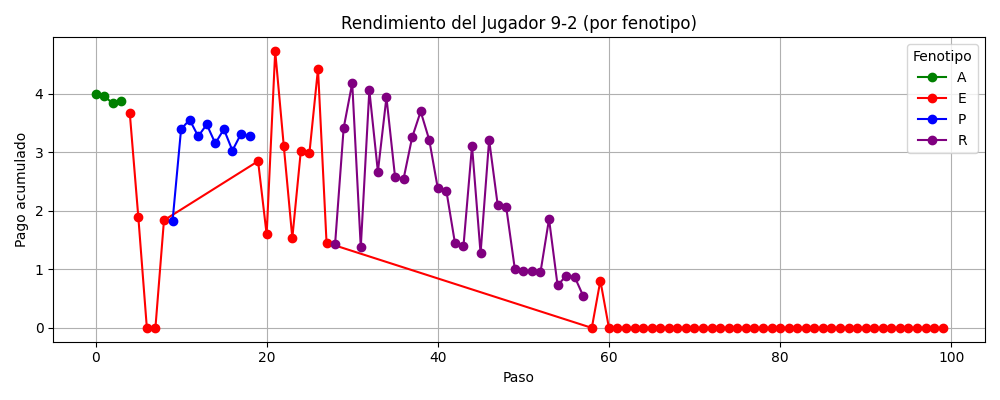 Rendimiento del Jugador 9-2 (por fenotipo)
Pago acumulado
4
3
2
1
0
0
20
40
60
80
100
Paso
Fenotipo
A
E
P
R